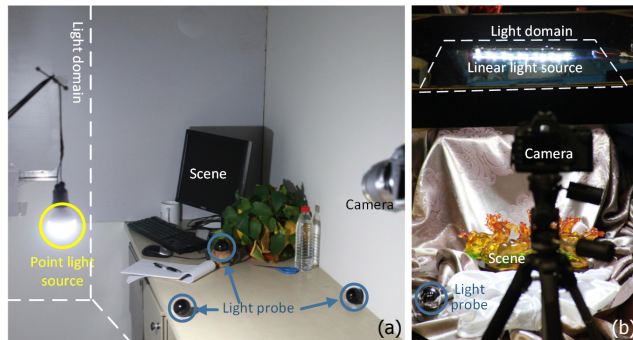 Light domain
Scene
Camera
Point light
source
Light probe
(a)
Light domain
Linear light source
Camera
Scene
Light
probe
(b)